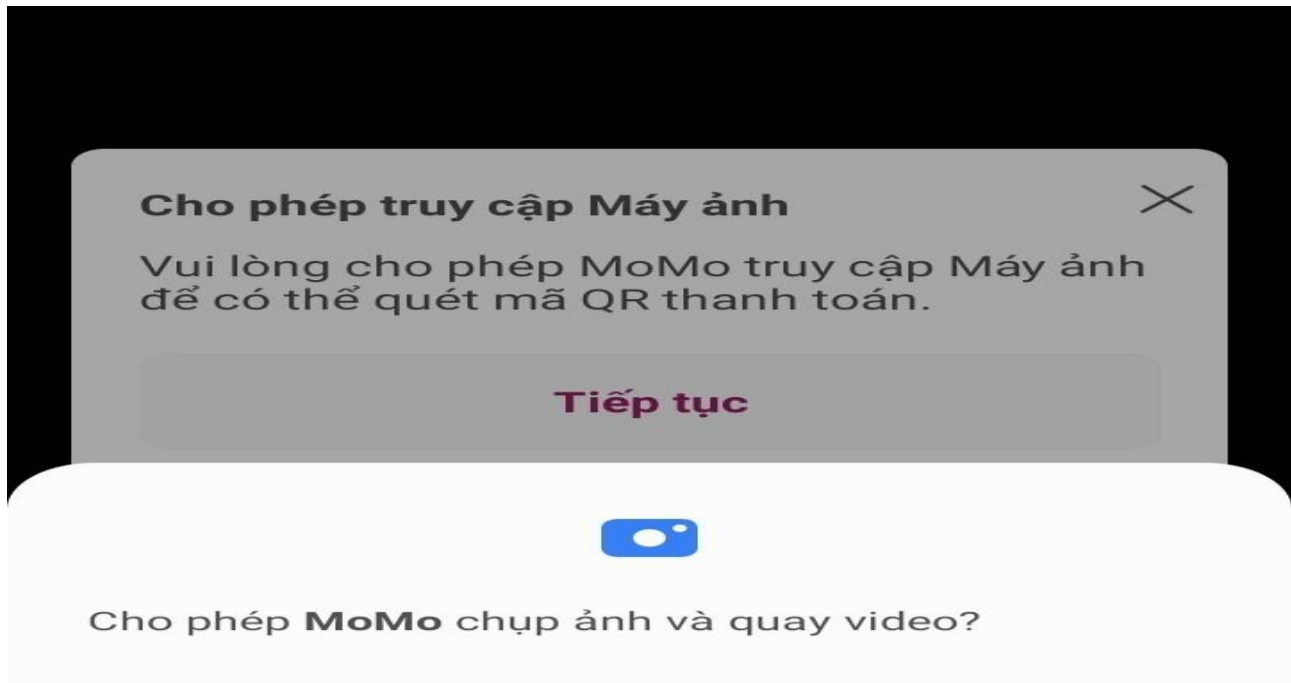 Cho phép truy cập Máy ảnh
Vui lòng cho phép MoMo truy cập Máy ảnh
để có thể quét mã QR thanh toán.
Tiếp tục
Cho phép MoMo chụp ảnh và quay video?